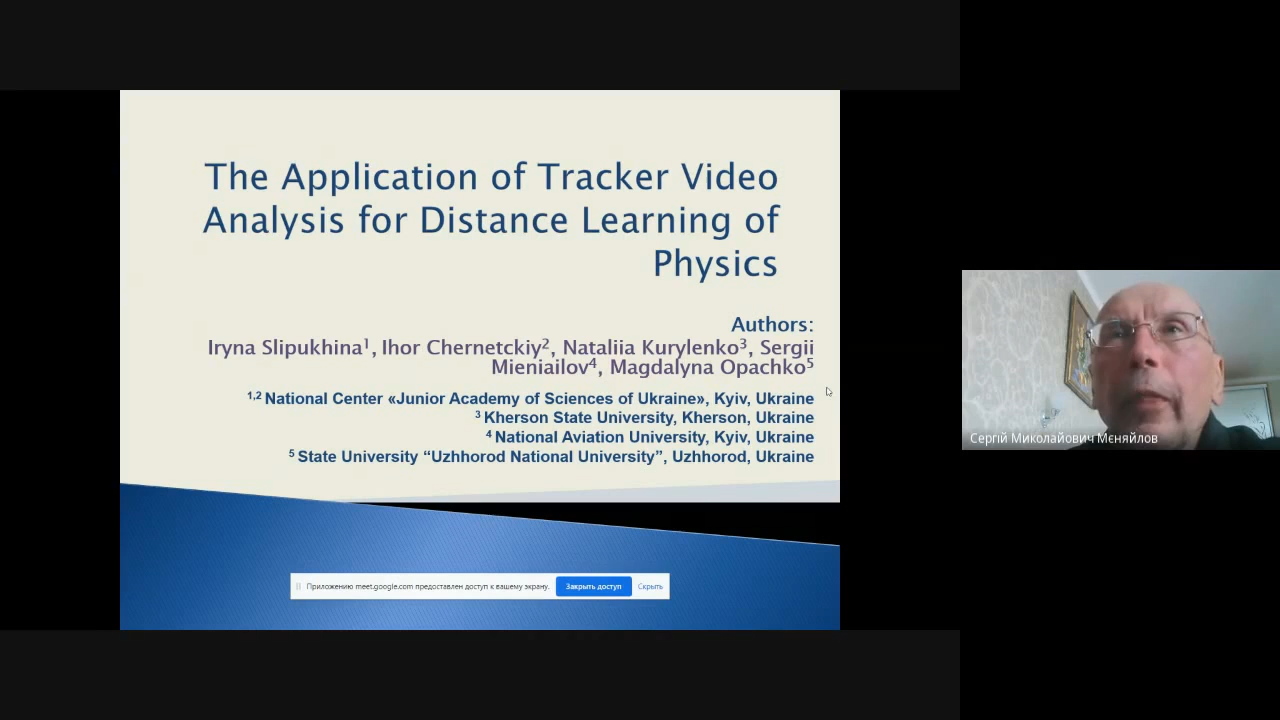 The Application of Tracker Video
Analysis for Distance Learning of
Physics
Authors:
Iryna Slipukhina¹, Ihor Chernetckiy², Nataliia Kurylenko³, Sergii
Mieniailov⁴, Magdalyna Opachko⁵
¹,² National Center «Junior Academy of Sciences of Ukraine», Kyiv, Ukraine
³ Kherson State University, Kherson, Ukraine
⁴ National Aviation University, Kyiv, Ukraine
⁵ State University “Uzhhorod National University”, Uzhhorod, Ukraine
Приложению meet.google.com предоставлен доступ к вашему экрану. Закрыть доступ Скрыть
Сергій Миколайович Мєняйлов